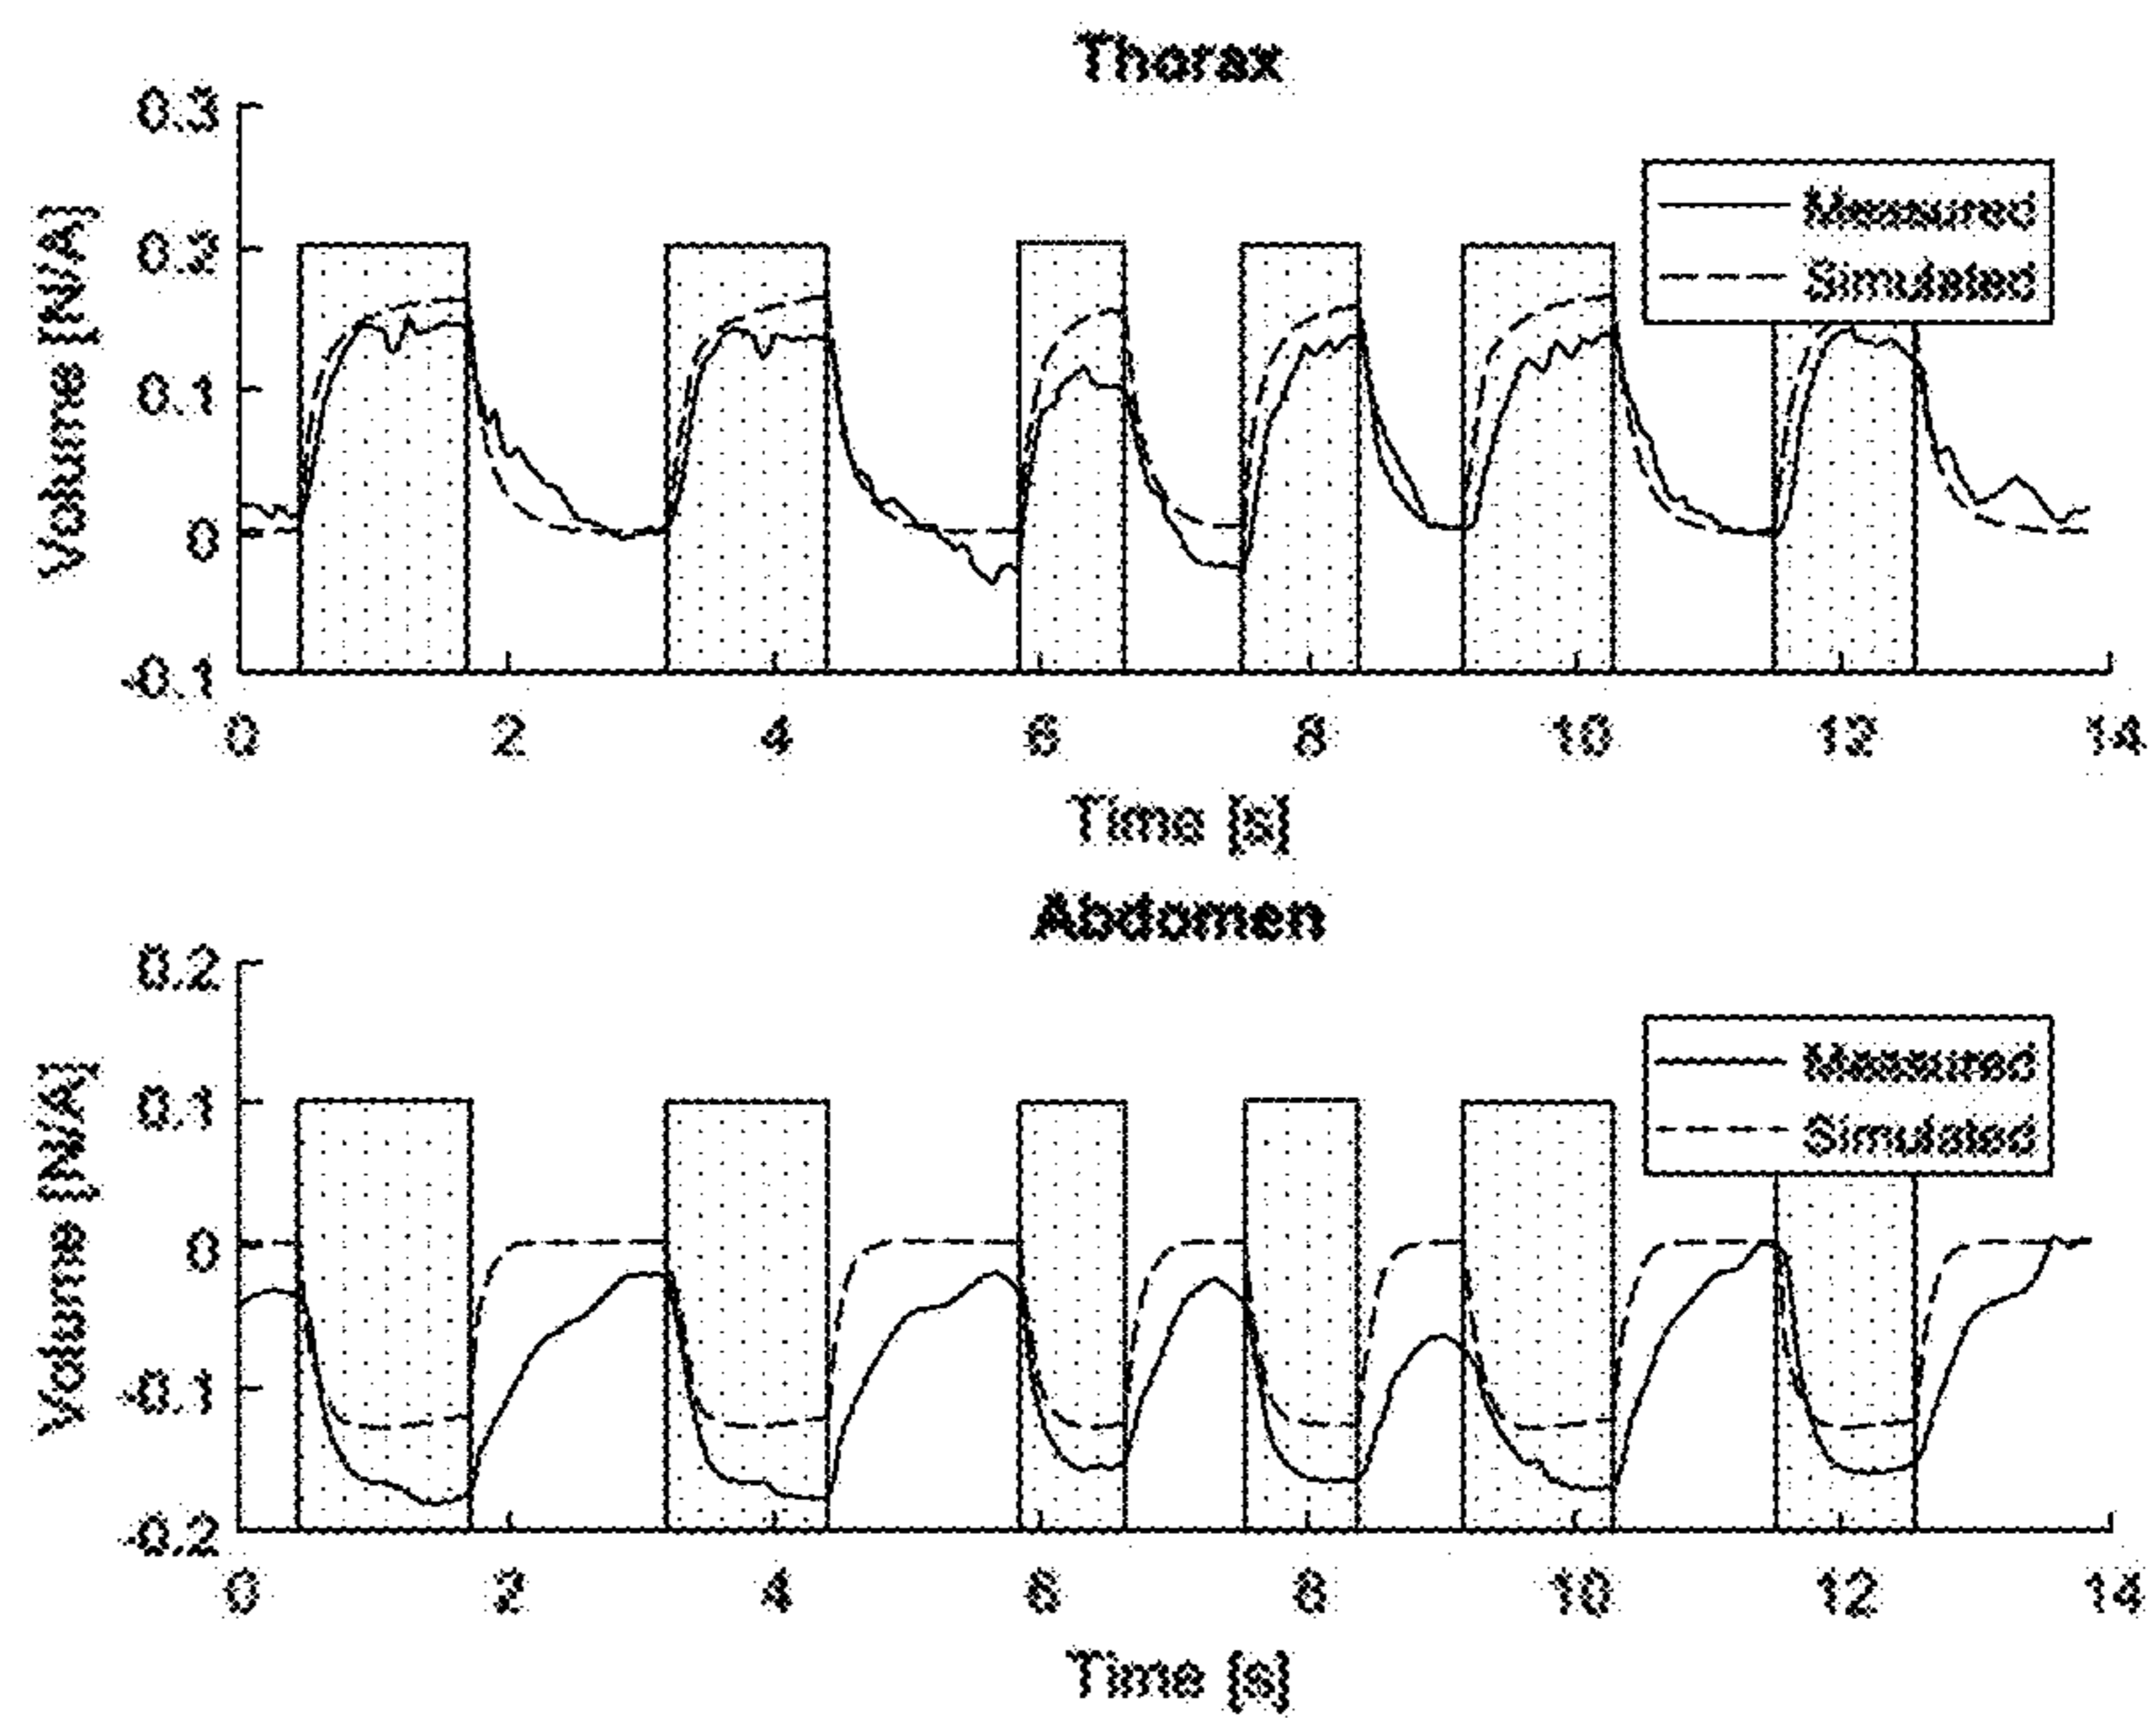 Thorax
Volume [N/A]
0.3
0.2
0.1
0
-0.1
Measured
Simulated
0 2 4 6 8 10 12 14
Time [s]
Abdomen
Volume [N/A]
0.2
0.1
0
-0.1
-0.2
Measured
Simulated
0 2 4 6 8 10 12 14
Time [s]